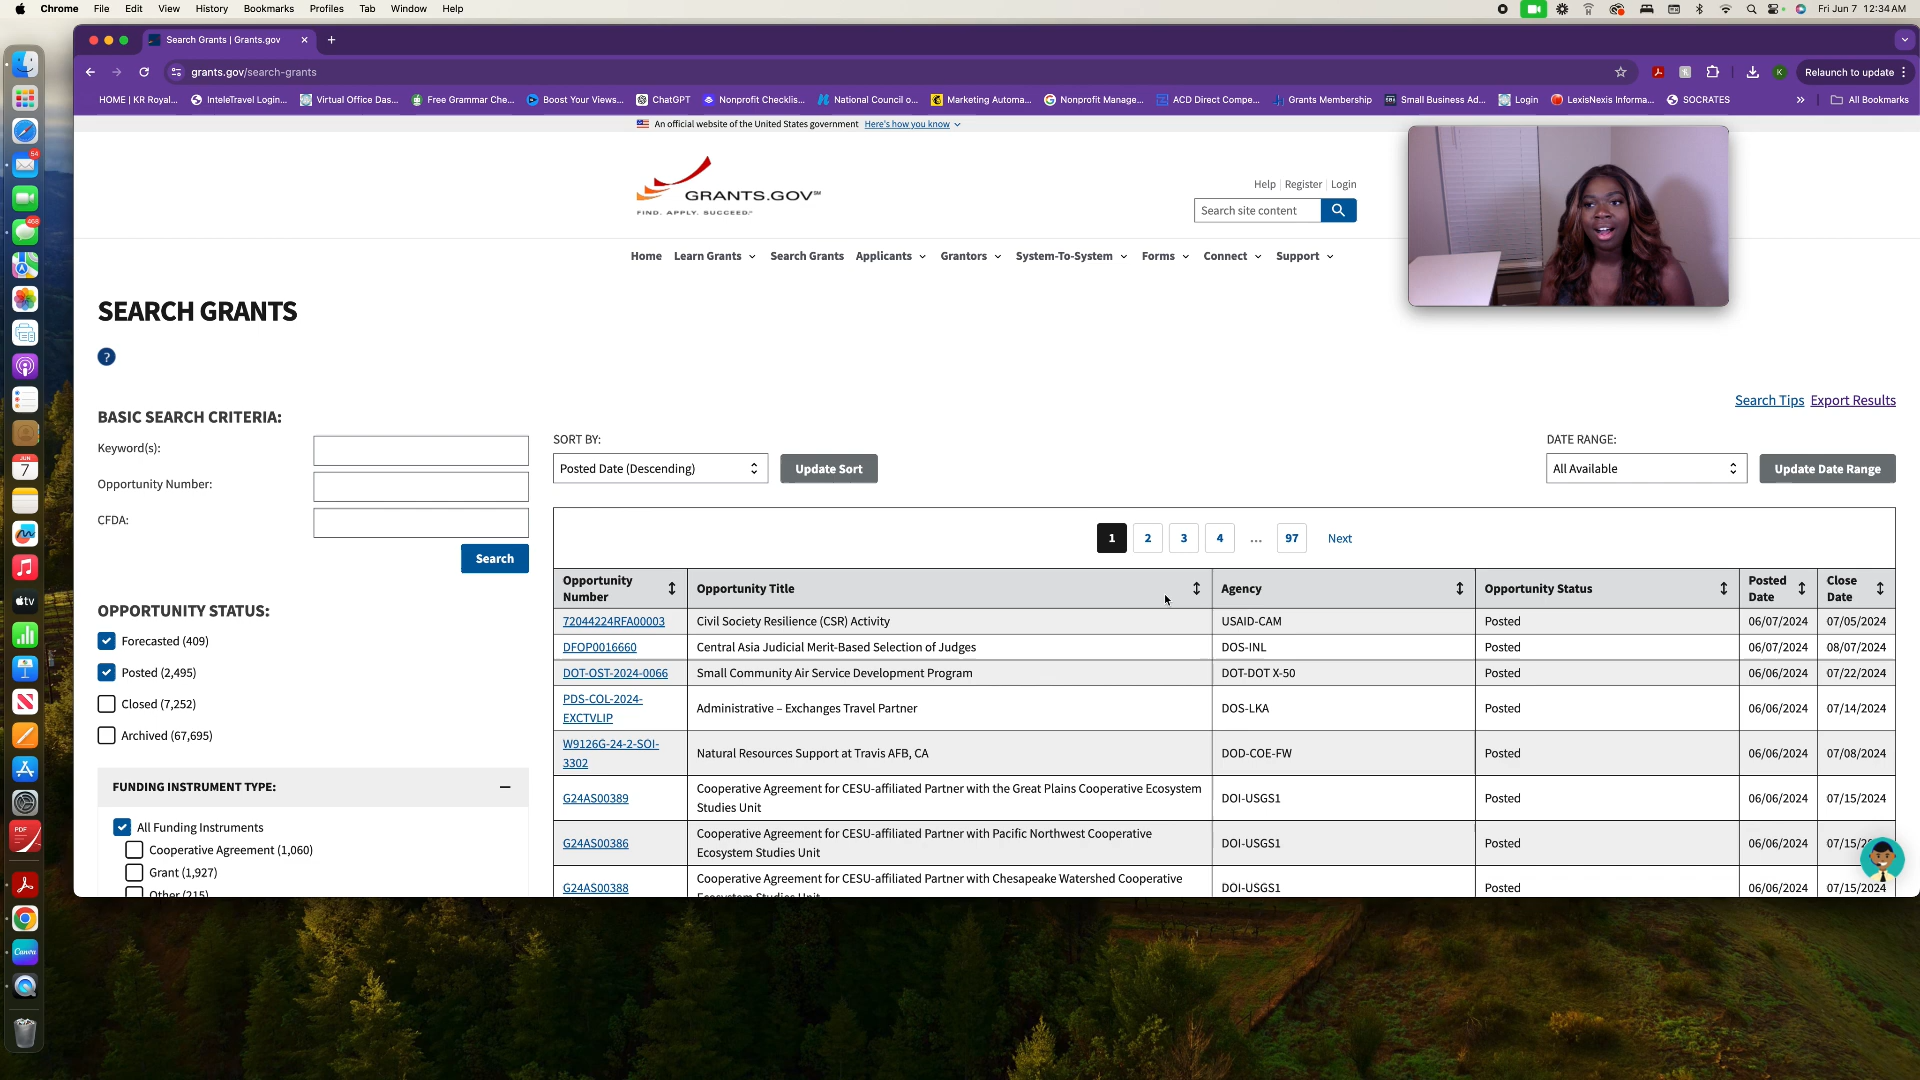 Chrome File Edit View History Bookmarks Profiles Tab Window Help
Fri Jun 7 12:34 AM
Search Grants | Grants.gov
grants.gov/search-grants
Relaunch to update
HOME | KR Royal... InteleTravel Login... Virtual Office Das... Free Grammar Che... Boost Your Views... ChatGPT Nonprofit Checklis... National Council o... Marketing Automa... Nonprofit Manage... ACD Direct Compe... Grants Membership Small Business Ad... Login LexisNexis Informa... SOCRATES » All Bookmarks
An official website of the United States government Here's how you know
GRANTS.GOV℠
FIND. APPLY. SUCCEED.℠
Help | Register | Login
Search site content
Home Learn Grants Search Grants Applicants Grantors System-To-System Forms Connect Support
SEARCH GRANTS
?
Search Tips Export Results
BASIC SEARCH CRITERIA:
Keyword(s):
Opportunity Number:
CFDA:
Search
SORT BY:
Posted Date (Descending) Update Sort
DATE RANGE:
All Available Update Date Range
OPPORTUNITY STATUS:
Forecasted (409)
Posted (2,495)
Closed (7,252)
Archived (67,695)
FUNDING INSTRUMENT TYPE:
All Funding Instruments
Cooperative Agreement (1,060)
Grant (1,927)
Other (215)
1 2 3 4 ... 97 Next
Opportunity Number Opportunity Title Agency Opportunity Status Posted Date Close Date
72044224RFA00003 Civil Society Resilience (CSR) Activity USAID-CAM Posted 06/07/2024 07/05/2024
DFOP0016660 Central Asia Judicial Merit-Based Selection of Judges DOS-INL Posted 06/07/2024 08/07/2024
DOT-OST-2024-0066 Small Community Air Service Development Program DOT-DOT X-50 Posted 06/06/2024 07/22/2024
PDS-COL-2024-
EXCTVLIP Administrative – Exchanges Travel Partner DOS-LKA Posted 06/06/2024 07/14/2024
W9126G-24-2-SOI-
3302 Natural Resources Support at Travis AFB, CA DOD-COE-FW Posted 06/06/2024 07/08/2024
G24AS00389 Cooperative Agreement for CESU-affiliated Partner with the Great Plains Cooperative Ecosystem
Studies Unit DOI-USGS1 Posted 06/06/2024 07/15/2024
G24AS00386 Cooperative Agreement for CESU-affiliated Partner with Pacific Northwest Cooperative
Ecosystem Studies Unit DOI-USGS1 Posted 06/06/2024 07/15/2
G24AS00388 Cooperative Agreement for CESU-affiliated Partner with Chesapeake Watershed Cooperative
Ecosystem Studies Unit DOI-USGS1 Posted 06/06/2024 07/15/2024
54
468
JUN
7
tv
PDF
Canva